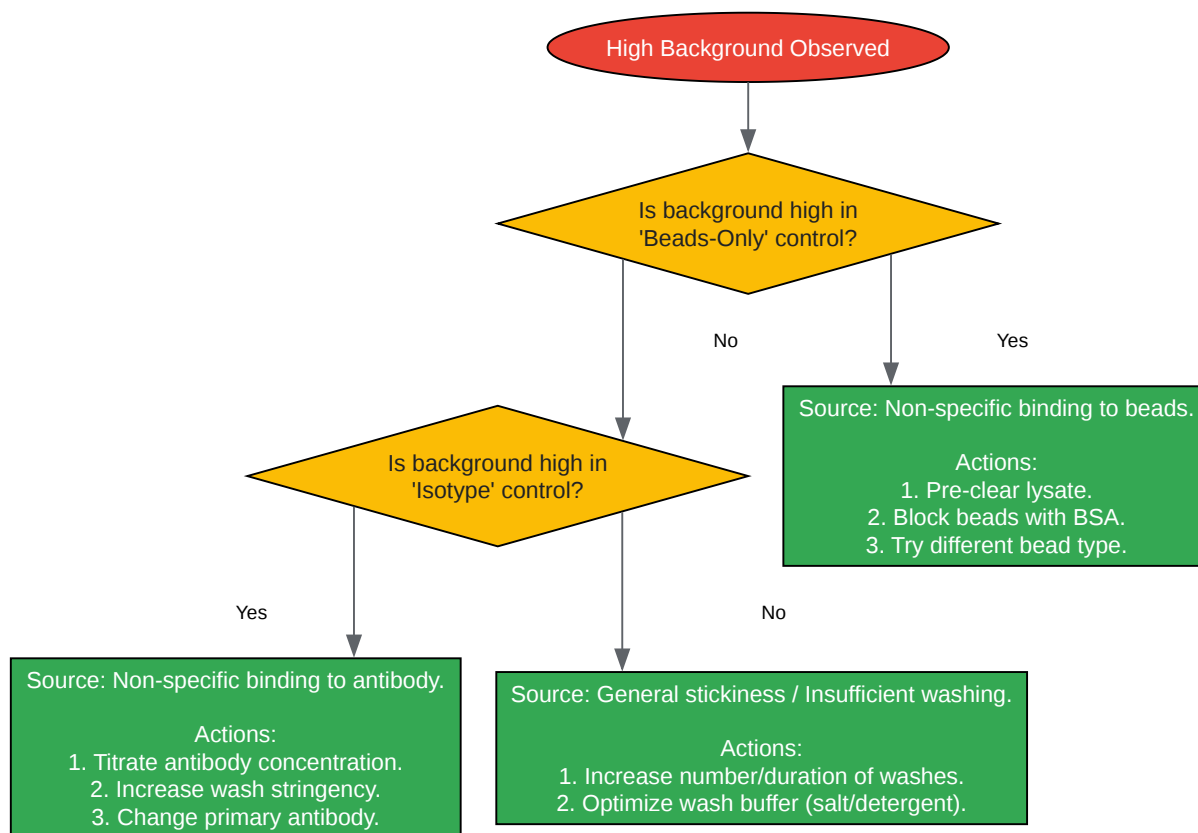 High Background Observed
Is background high in
'Beads-Only' control?
No
Yes
Source: Non-specific binding to beads.
Actions:
1. Pre-clear lysate.
2. Block beads with BSA.
3. Try different bead type.
Is background high in
'Isotype' control?
Yes
No
Source: Non-specific binding to antibody.
Actions:
1. Titrate antibody concentration.
2. Increase wash stringency.
3. Change primary antibody.
Source: General stickiness / Insufficient washing.
Actions:
1. Increase number/duration of washes.
2. Optimize wash buffer (salt/detergent).